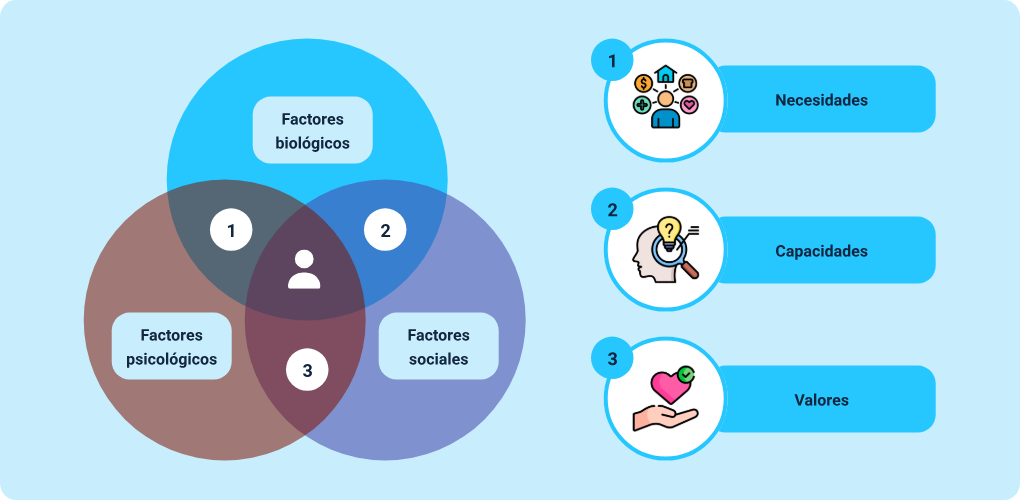 Factores
biológicos
1
2
Factores
psicológicos
Factores
sociales
3
1
$
Necesidades
2
?
Capacidades
3
Valores